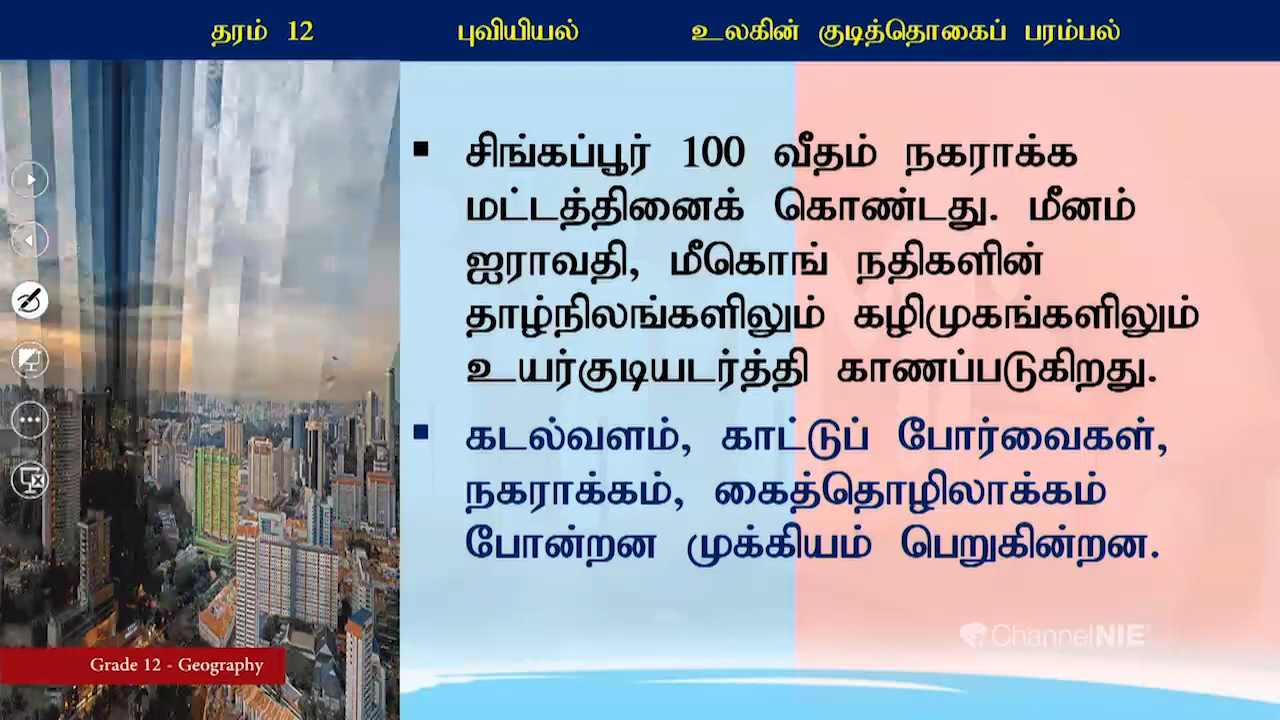 தரம் 12 புவியியல் உலகின் குடித்தொகைப் பரம்பல்
▪ சிங்கப்பூர் 100 வீதம் நகராக்க
மட்டத்தினைக் கொண்டது. மீனம்
ஐராவதி, மீகொங் நதிகளின்
தாழ்நிலங்களிலும் கழிமுகங்களிலும்
உயர்குடியடர்த்தி காணப்படுகிறது.
▪ கடல்வளம், காட்டுப் போர்வைகள்,
நகராக்கம், கைத்தொழிலாக்கம்
போன்றன முக்கியம் பெறுகின்றன.
ChannelNIE
Grade 12 - Geography